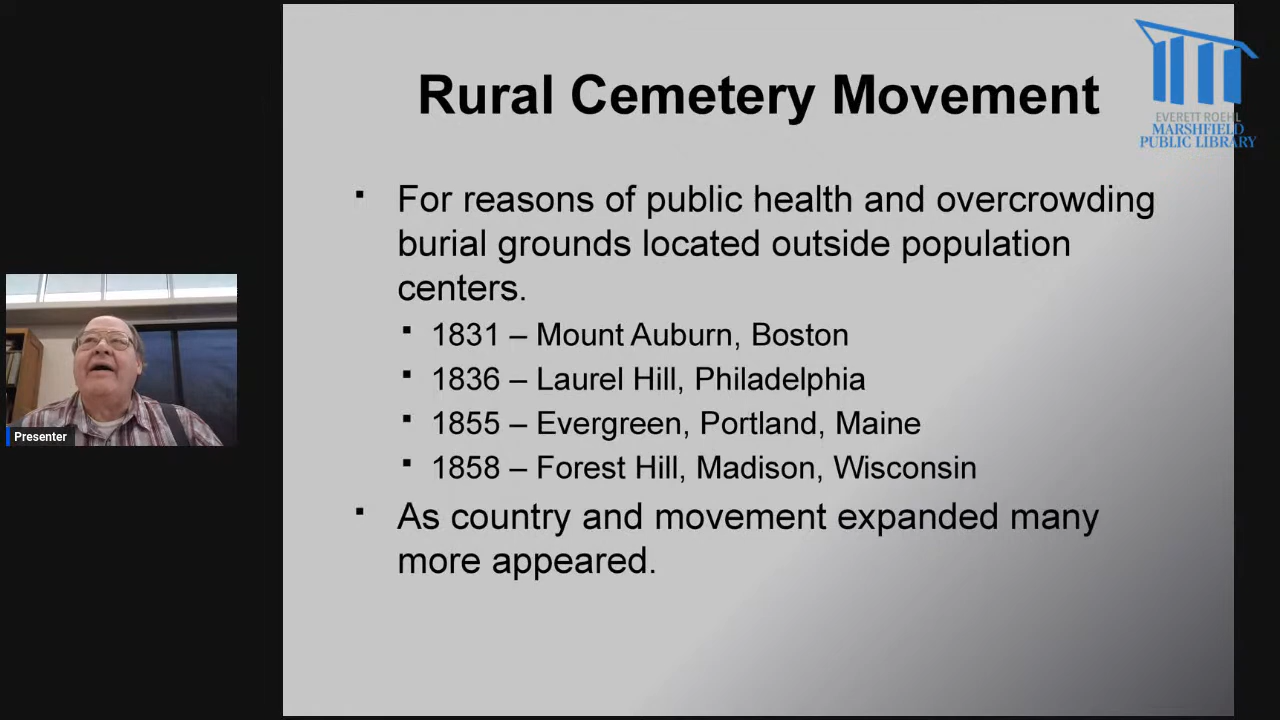 Rural Cemetery Movement
EVERETT ROEHL
MARSHFIELD
PUBLIC LIBRARY
▪ For reasons of public health and overcrowding
burial grounds located outside population
centers.
▪ 1831 – Mount Auburn, Boston
▪ 1836 – Laurel Hill, Philadelphia
▪ 1855 – Evergreen, Portland, Maine
▪ 1858 – Forest Hill, Madison, Wisconsin
▪ As country and movement expanded many
more appeared.
Presenter